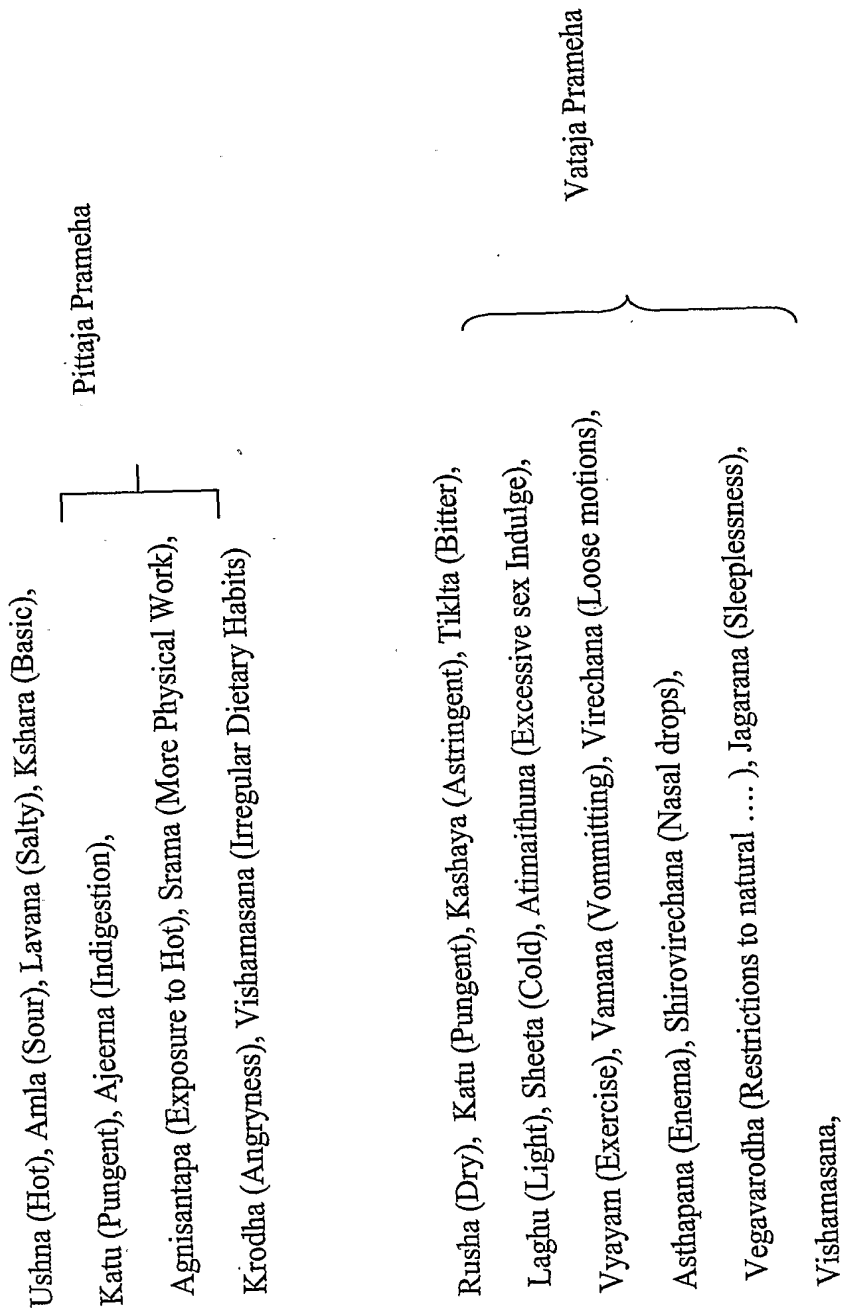 Ushna (Hot), Amla (Sour), Lavana (Salty), Kshara (Basic),
Katu (Pungent), Ajeerna (Indigestion),
Agnisantapa (Exposure to Hot), Srama (More Physical Work),
Krodha (Angryness), Vishamasana (Irregular Dietary Habits)
Pittaja Prameha
Rusha (Dry), Katu (Pungent), Kashaya (Astringent), Tiklta (Bitter),
Laghu (Light), Sheeta (Cold), Atimaithuna (Excessive sex Indulge),
Vyayam (Exercise), Vamana (Vommitting), Virechana (Loose motions),
Asthapana (Enema), Shirovirechana (Nasal drops),
Vegavarodha (Restrictions to natural ....), Jagarana (Sleeplessness),
Vishamasana,
Vataja Prameha